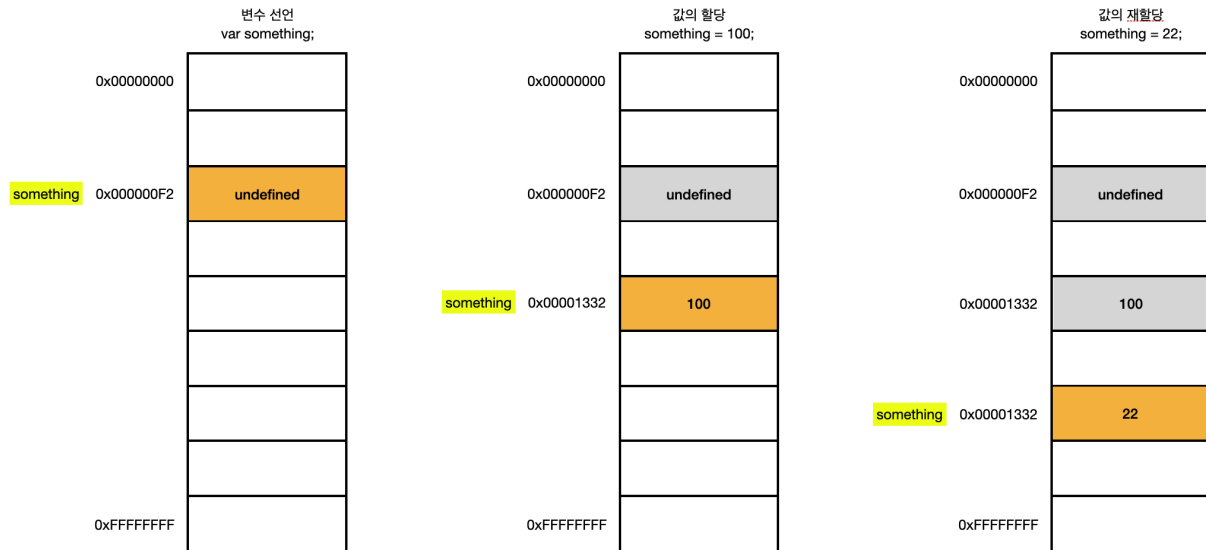 변수 선언
var something;
0x00000000
something 0x000000F2 undefined
0xFFFFFFFF
값의 할당
something = 100;
0x00000000
0x000000F2 undefined
something 0x00001332 100
0xFFFFFFFF
값의 재할당
something = 22;
0x00000000
0x000000F2 undefined
0x00001332 100
something 0x00001332 22
0xFFFFFFFF